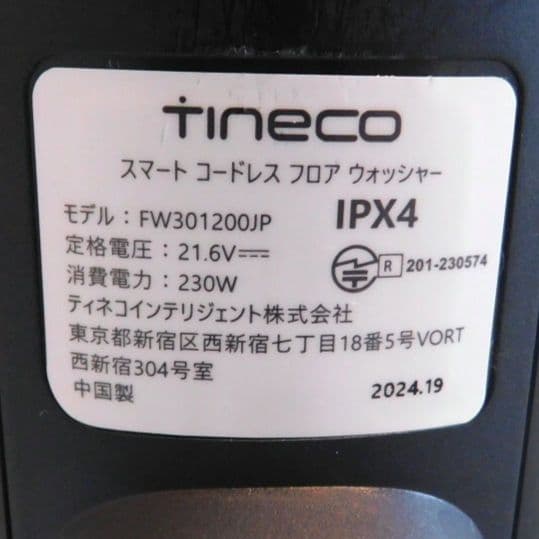 Tineco
スマート コードレス フロア ウォッシャー
モデル：FW301200JP
IPX4
定格電圧：21.6V⎓
R 201-230574
消費電力：230W
ティネコインテリジェント株式会社
東京都新宿区西新宿七丁目18番5号VORT
西新宿304号室
中国製
2024.19